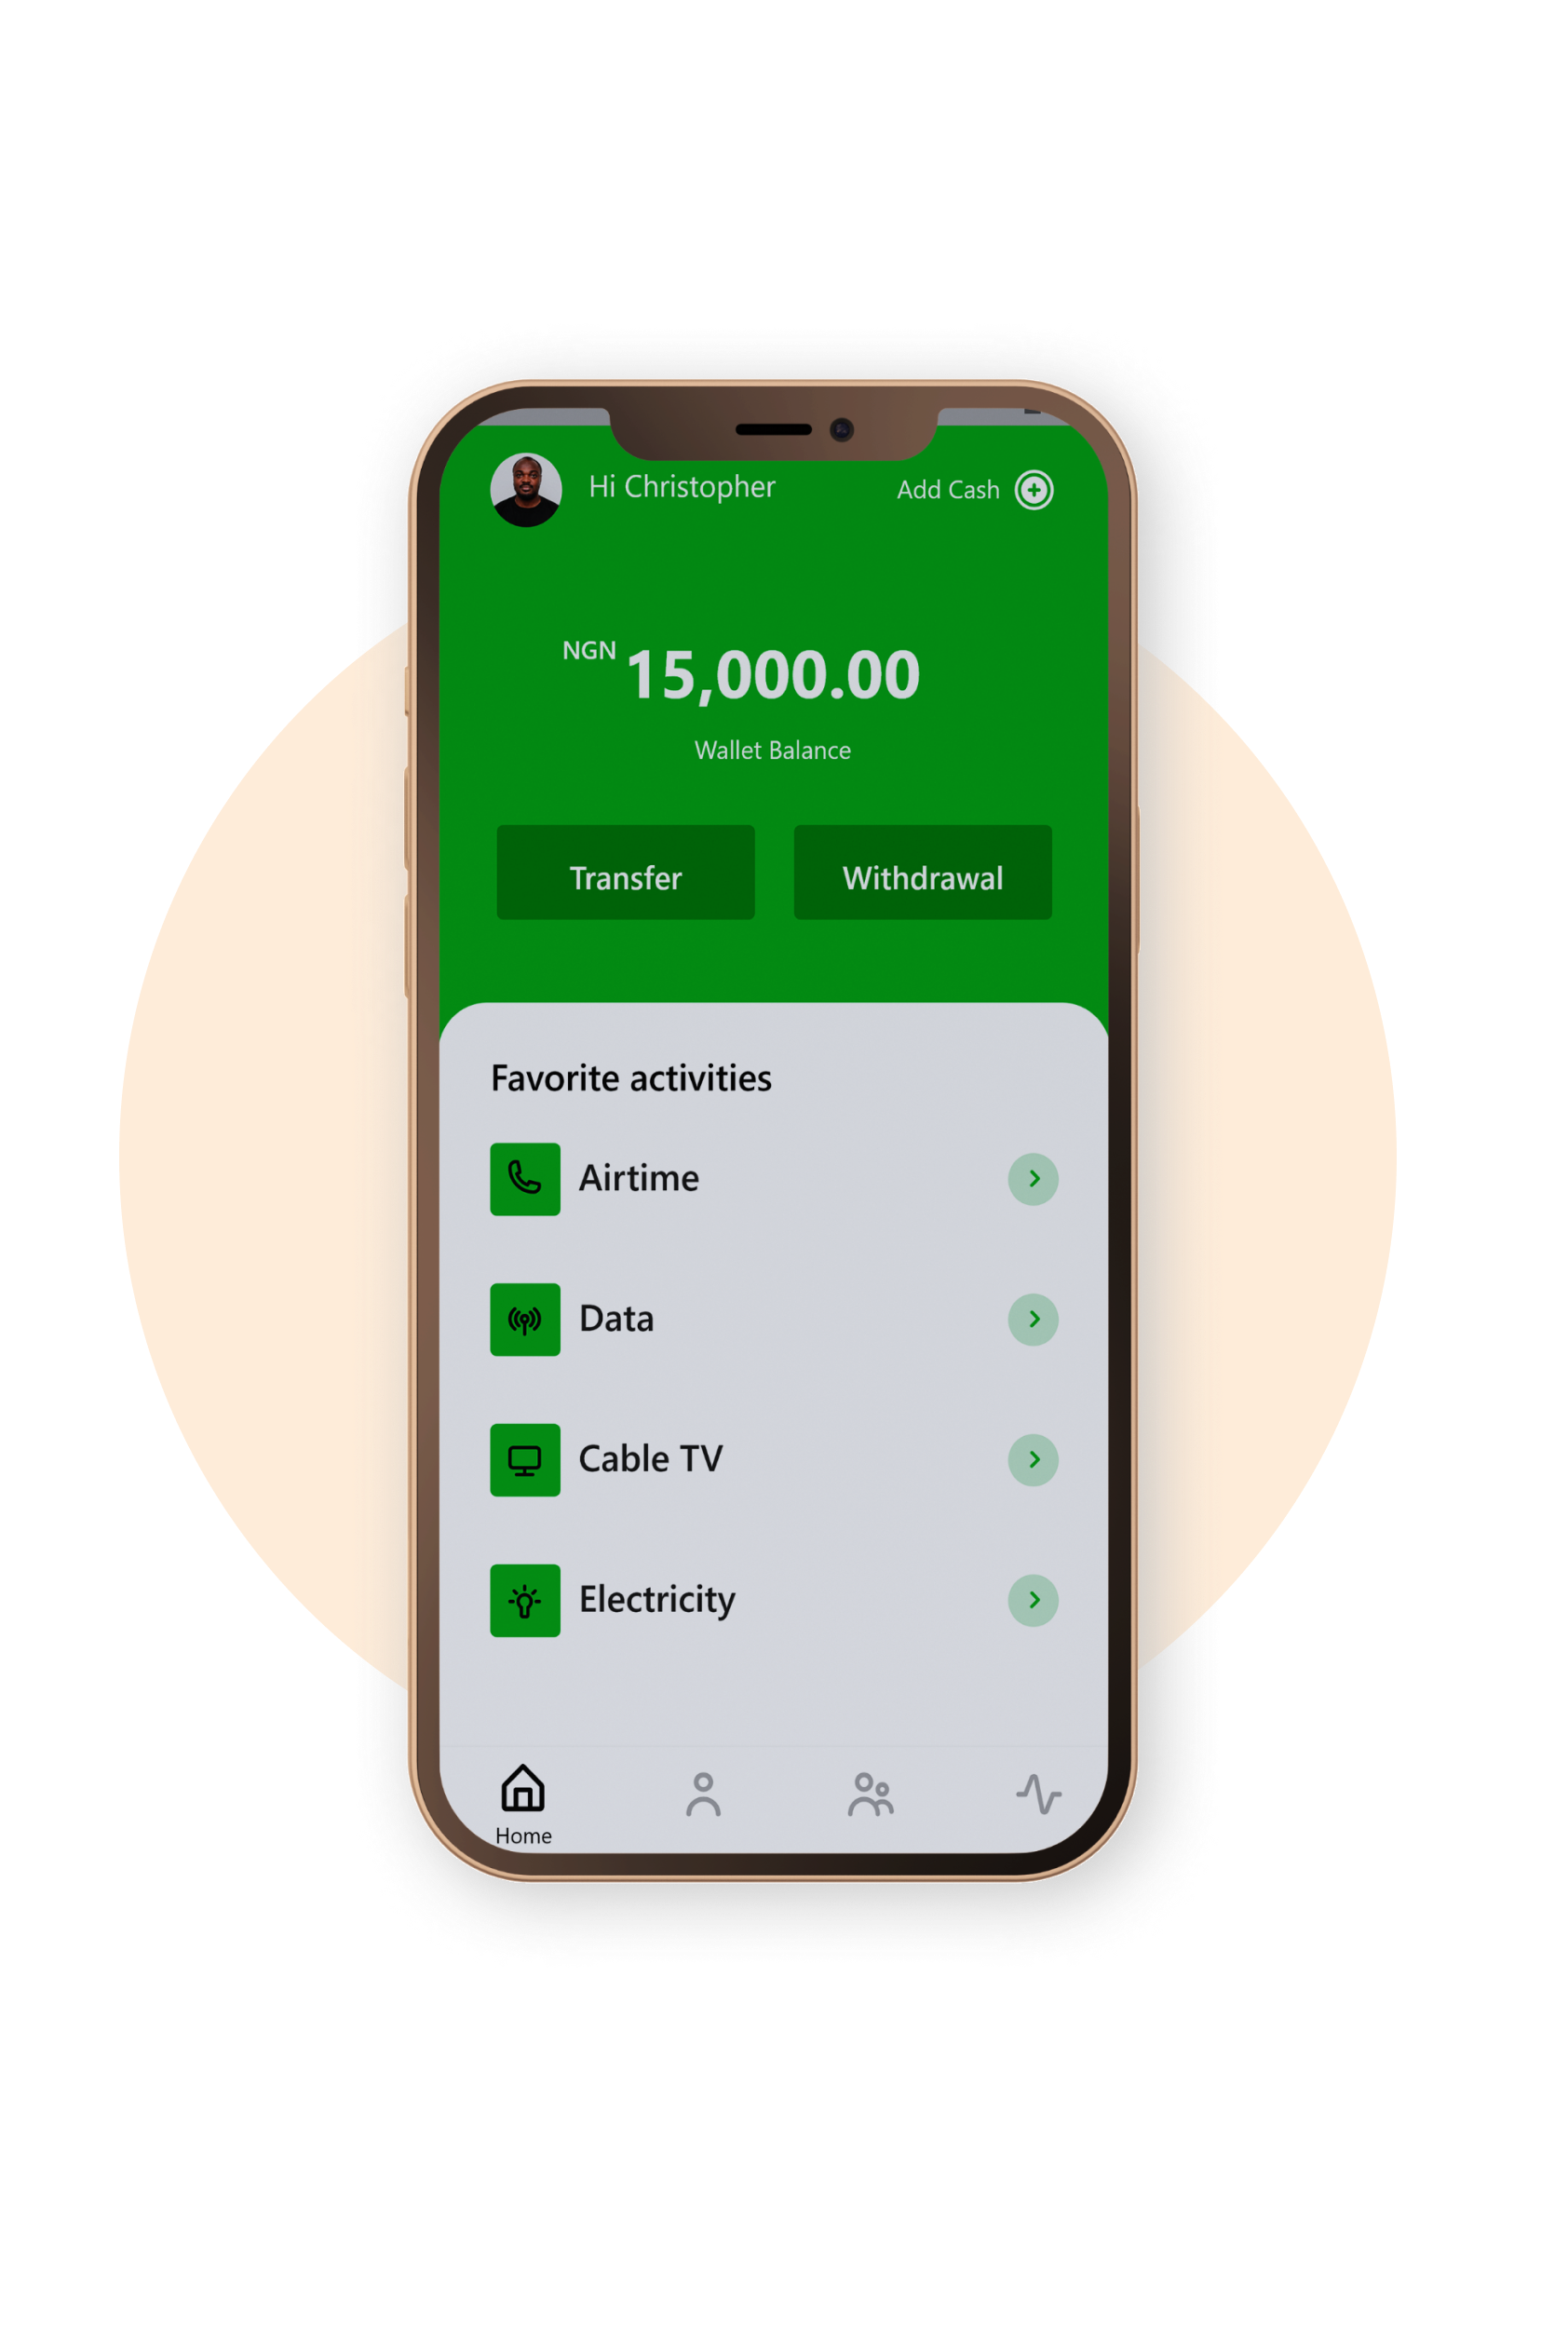 Hi Christopher
Add Cash
NGN 15,000.00
Wallet Balance
Transfer
Withdrawal
Favorite activities
Airtime
Data
Cable TV
Electricity
Home